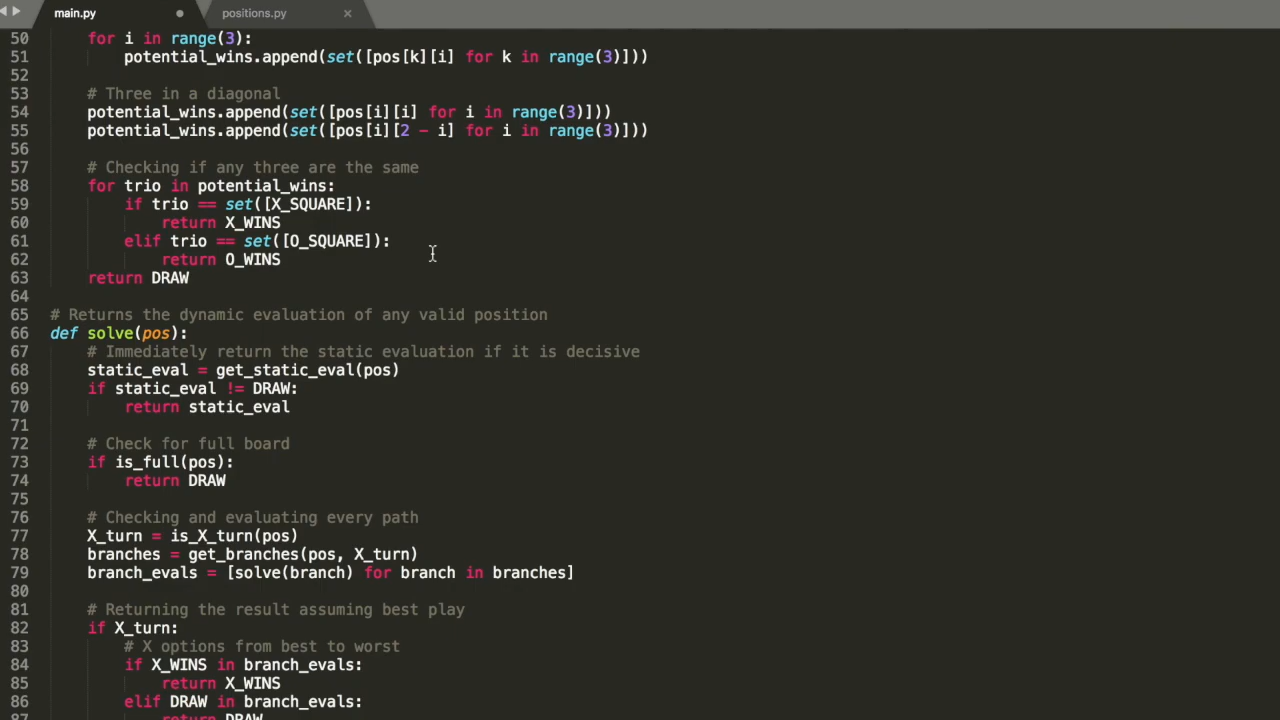 main.py
positions.py
50 for i in range(3):
51 potential_wins.append(set([pos[k][i] for k in range(3)]))
52
53 # Three in a diagonal
54 potential_wins.append(set([pos[i][i] for i in range(3)]))
55 potential_wins.append(set([pos[i][2 - i] for i in range(3)]))
56
57 # Checking if any three are the same
58 for trio in potential_wins:
59 if trio == set([X_SQUARE]):
60 return X_WINS
61 elif trio == set([O_SQUARE]):
62 return O_WINS
63 return DRAW
64
65 # Returns the dynamic evaluation of any valid position
66 def solve(pos):
67 # Immediately return the static evaluation if it is decisive
68 static_eval = get_static_eval(pos)
69 if static_eval != DRAW:
70 return static_eval
71
72 # Check for full board
73 if is_full(pos):
74 return DRAW
75
76 # Checking and evaluating every path
77 X_turn = is_X_turn(pos)
78 branches = get_branches(pos, X_turn)
79 branch_evals = [solve(branch) for branch in branches]
80
81 # Returning the result assuming best play
82 if X_turn:
83 # X options from best to worst
84 if X_WINS in branch_evals:
85 return X_WINS
86 elif DRAW in branch_evals:
87 return DRAW